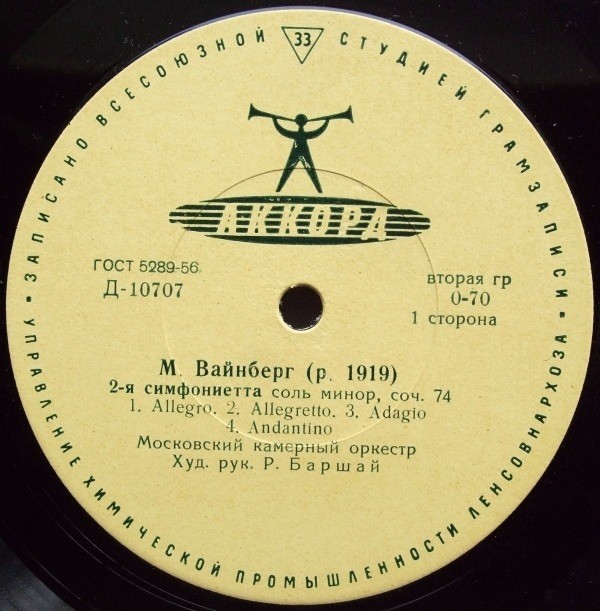 ЗАПИСАНО ВСЕСОЮЗНОЙ СТУДИЕЙ ГРАМЗАПИСИ
33
АККОРД
ГОСТ 5289-56
Д-10707
вторая гр
0-70
1 сторона
М. Вайнберг (р. 1919)
2-я симфониетта соль минор, соч. 74
1. Allegro. 2. Allegretto. 3. Adagio
4. Andantino
Московский камерный оркестр
Худ. рук. Р. Баршай
УПРАВЛЕНИЕ ХИМИЧЕСКОЙ ПРОМЫШЛЕННОСТИ ЛЕНСОВНАРХОЗА